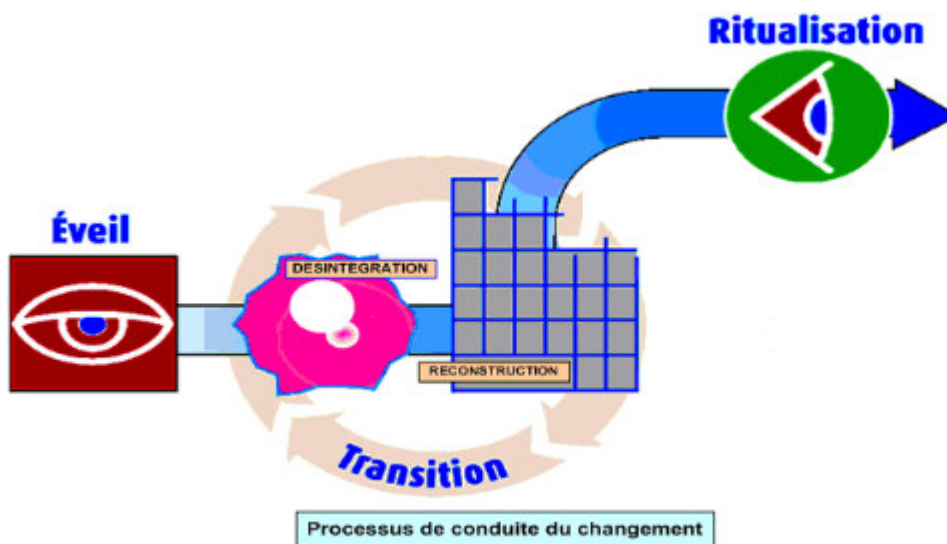 Ritualisation
Éveil
DESINTEGRATION
RECONSTRUCTION
Transition
Processus de conduite du changement